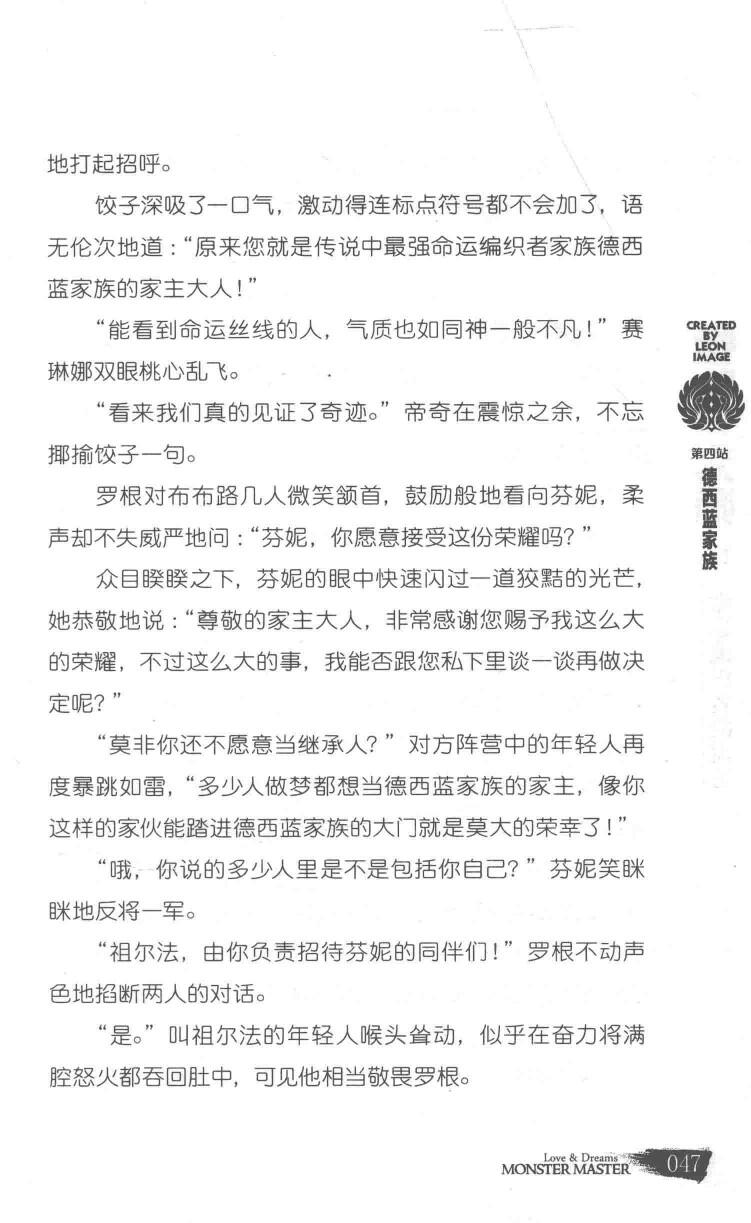 地打起招呼。
饺子深吸了一口气，激动得连标点符号都不会加了，语
无伦次地道：“原来您就是传说中最强命运编织者家族德西
蓝家族的家主大人！”
“能看到命运丝线的人，气质也如同神一般不凡！”赛
琳娜双眼桃心乱飞。
“看来我们真的见证了奇迹。”帝奇在震惊之余，不忘
揶揄饺子一句。
罗根对布布路几人微笑颔首，鼓励般地看向芬妮，柔
声却不失威严地问：“芬妮，你愿意接受这份荣耀吗？”
众目睽睽之下，芬妮的眼中快速闪过一道狡黠的光芒，
她恭敬地说：“尊敬的家主大人，非常感谢您赐予我这么大
的荣耀，不过这么大的事，我能否跟您私下里谈一谈再做决
定呢？”
“莫非你还不愿意当继承人？”对方阵营中的年轻人再
度暴跳如雷，“多少人做梦都想当德西蓝家族的家主，像你
这样的家伙能踏进德西蓝家族的大门就是莫大的荣幸了！”
“哦，你说的多少人里是不是包括你自己？”芬妮笑眯
眯地反将一军。
“祖尔法，由你负责招待芬妮的同伴们！”罗根不动声
色地掐断两人的对话。
“是。”叫祖尔法的年轻人喉头耸动，似乎在奋力将满
腔怒火都吞回肚中，可见他相当敬畏罗根。
CREATED
BY
LEON
IMAGE
第四站
德西蓝家族
Love & Dreams
MONSTER MASTER
047